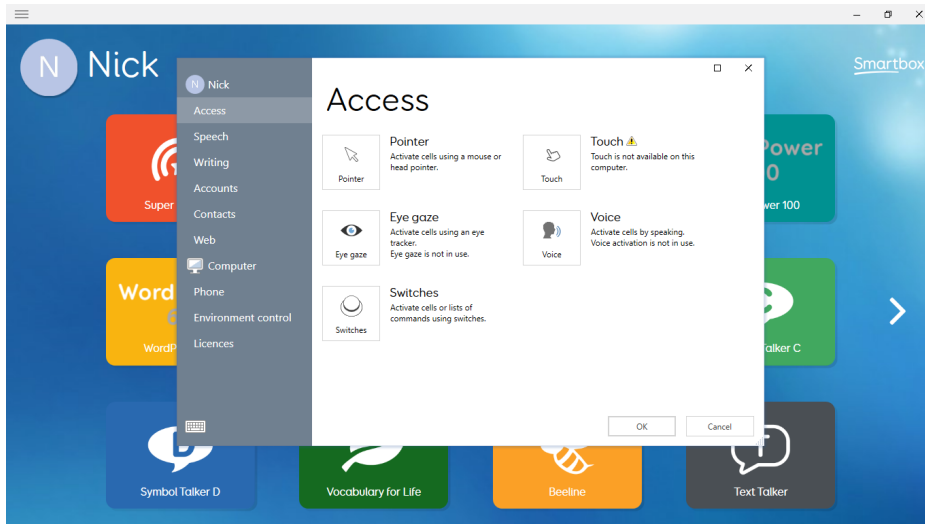 N
Nick
Smartbox
N Nick
Access
Speech
Writing
Accounts
Contacts
Web
Computer
Phone
Environment control
Licences
Access
Pointer
Pointer
Activate cells using a mouse or
head pointer.
Touch
Touch
Touch is not available on this
computer.
Eye gaze
Eye gaze
Activate cells using an eye
tracker.
Eye gaze is not in use.
Voice
Voice
Activate cells by speaking.
Voice activation is not in use.
Switches
Switches
Activate cells or lists of
commands using switches.
OK
Cancel
Super
Power
0
wer 100
Word
6
WordP
alker C
Symbol Talker D
Vocabulary for Life
Beeline
T
Text Talker